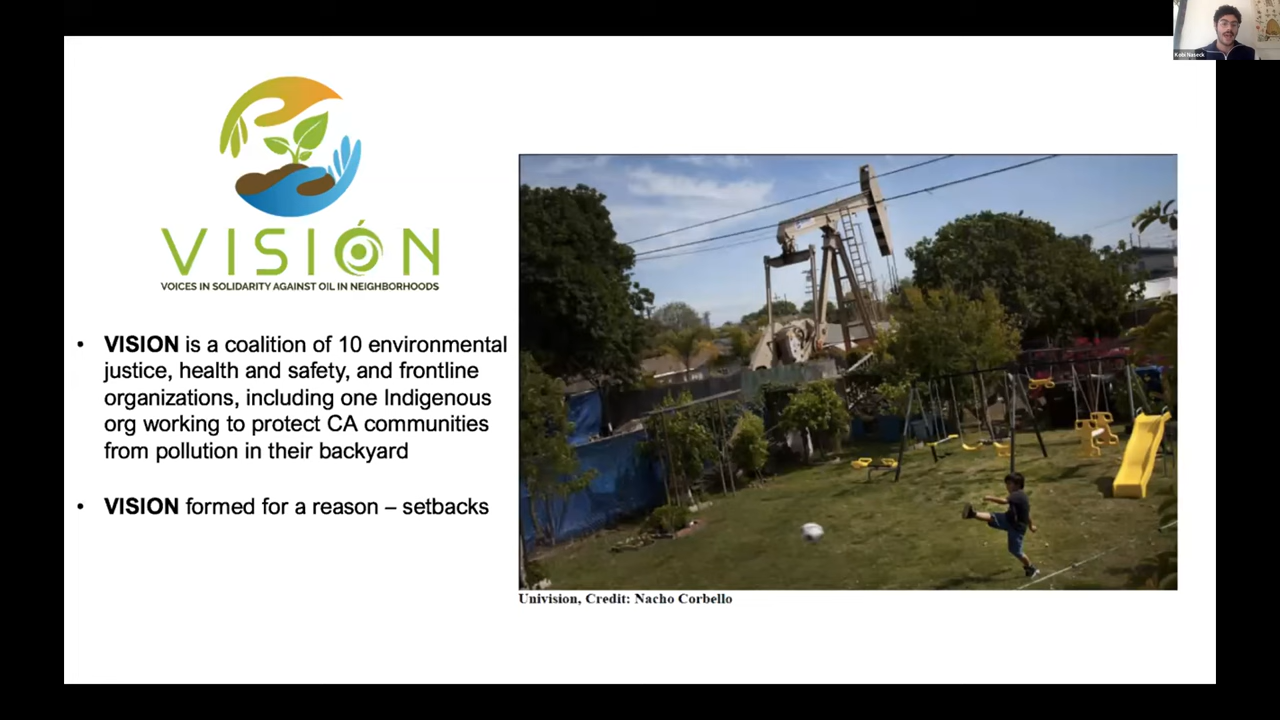 Kobi Naseck
VISIÓN
VOICES IN SOLIDARITY AGAINST OIL IN NEIGHBORHOODS
• VISION is a coalition of 10 environmental
justice, health and safety, and frontline
organizations, including one Indigenous
org working to protect CA communities
from pollution in their backyard
• VISION formed for a reason – setbacks
Univision, Credit: Nacho Corbello